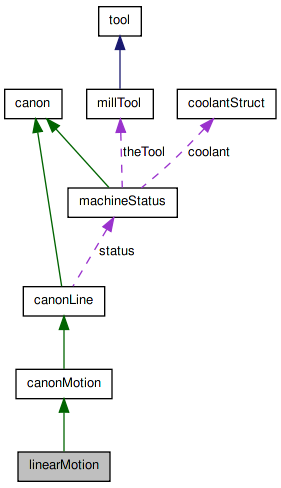 tool
canon
millTool
coolantStruct
theTool
coolant
machineStatus
status
canonLine
canonMotion
linearMotion